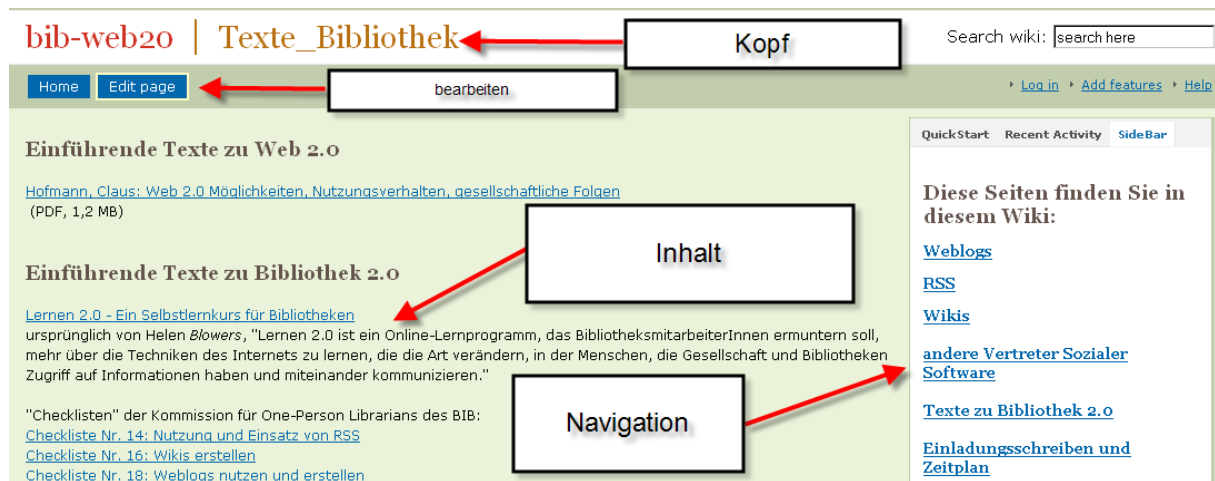 bib-web20 | Texte_Bibliothek
Kopf
Search wiki: search here
Home Edit page
bearbeiten
Log in Add features Help
Einführende Texte zu Web 2.0
Hofmann, Claus: Web 2.0 Möglichkeiten, Nutzungsverhalten, gesellschaftliche Folgen
(PDF, 1,2 MB)
Inhalt
Einführende Texte zu Bibliothek 2.0
Lernen 2.0 - Ein Selbstlernkurs für Bibliotheken
ursprünglich von Helen Blowers, "Lernen 2.0 ist ein Online-Lernprogramm, das BibliotheksmitarbeiterInnen ermuntern soll,
mehr über die Techniken des Internets zu lernen, die die Art verändern, in der Menschen, die Gesellschaft und Bibliotheken
Zugriff auf Informationen haben und miteinander kommunizieren."
Navigation
"Checklisten" der Kommission für One-Person Librarians des BIB:
Checkliste Nr. 14: Nutzung und Einsatz von RSS
Checkliste Nr. 16: Wikis erstellen
Checkliste Nr. 18: Weblogs nutzen und erstellen
QuickStart Recent Activity SideBar
Diese Seiten finden Sie in
diesem Wiki:
Weblogs
RSS
Wikis
andere Vertreter Sozialer
Software
Texte zu Bibliothek 2.0
Einladungsschreiben und
Zeitplan